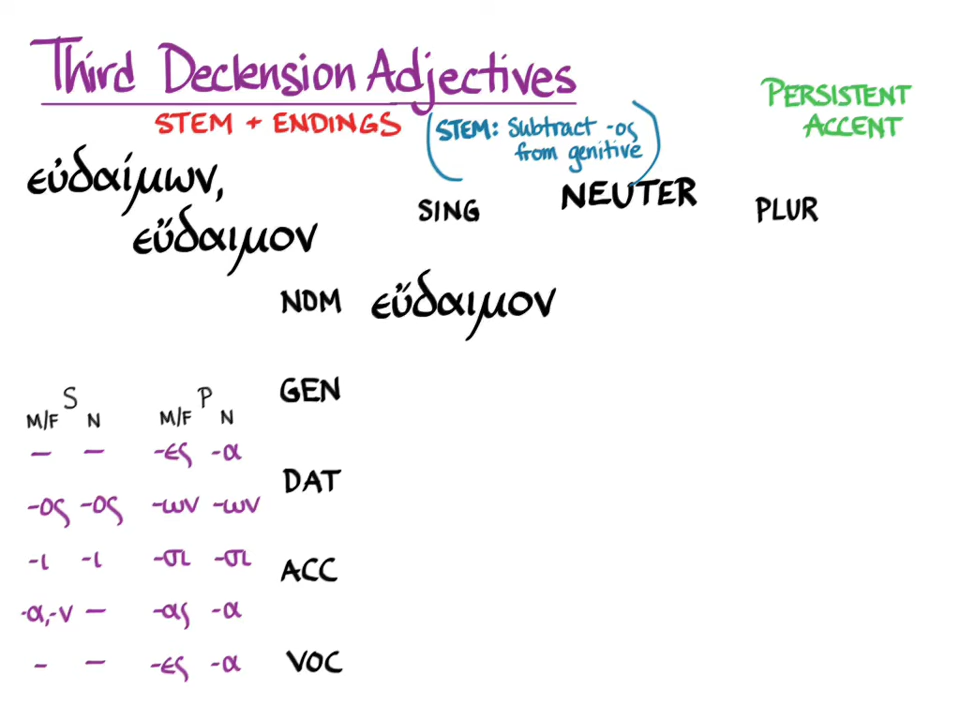 Third Declension Adjectives
STEM + ENDINGS
(STEM: Subtract -ος
from genitive)
PERSISTENT
ACCENT
εὐδαίμων,
εὔδαιμον
SING
NEUTER
PLUR
NOM εὔδαιμον
GEN
DAT
ACC
VOC
S P
M/F N M/F N
— — -ες -α
-ος -ος -ων -ων
-ι -ι -σι -σι
-α,-ν — -ας -α
- — -ες -α